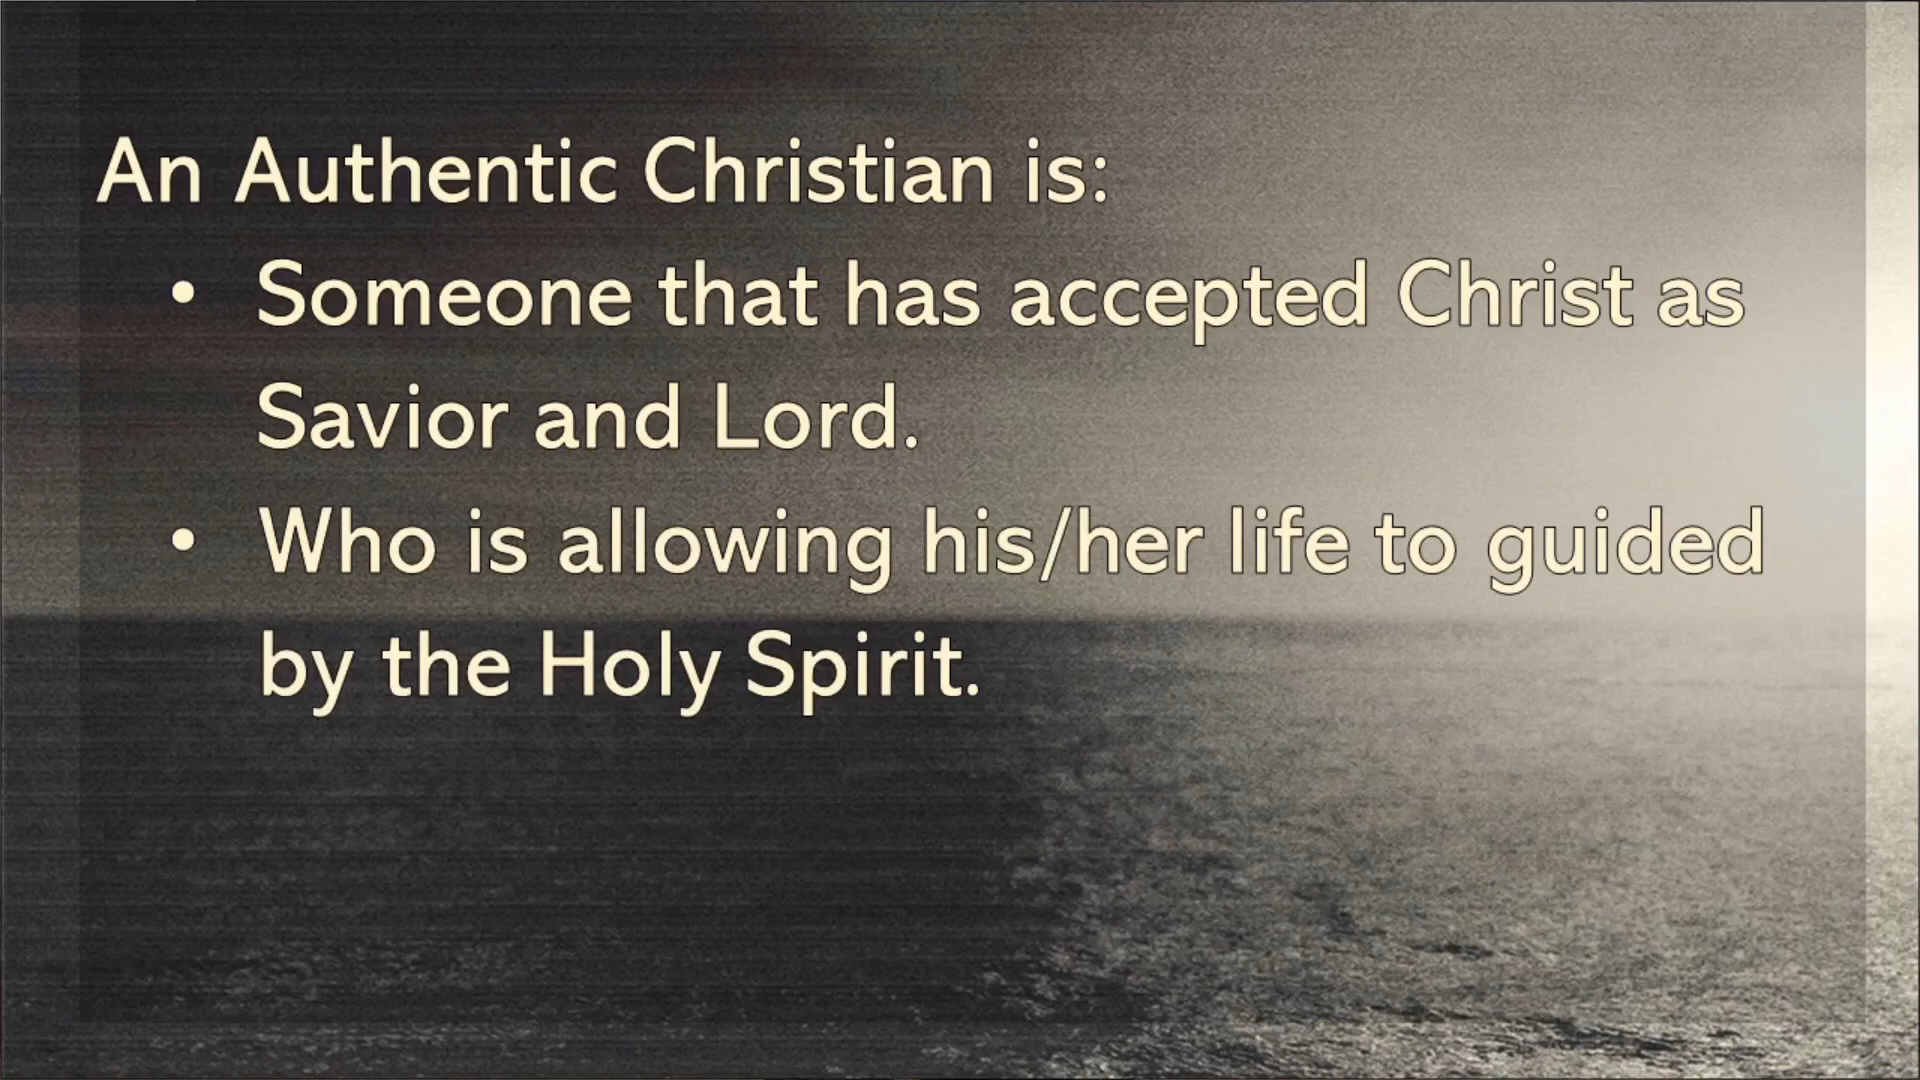 An Authentic Christian is:
• Someone that has accepted Christ as
Savior and Lord.
• Who is allowing his/her life to guided
by the Holy Spirit.